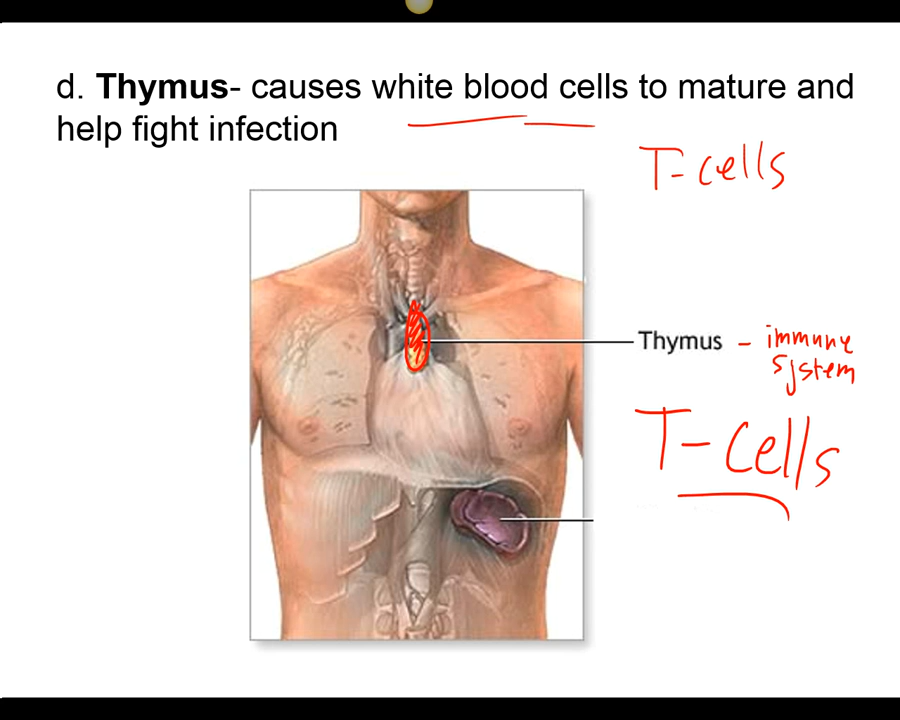 d. Thymus- causes white blood cells to mature and
help fight infection
T-cells
Thymus - immune
system
T-cells